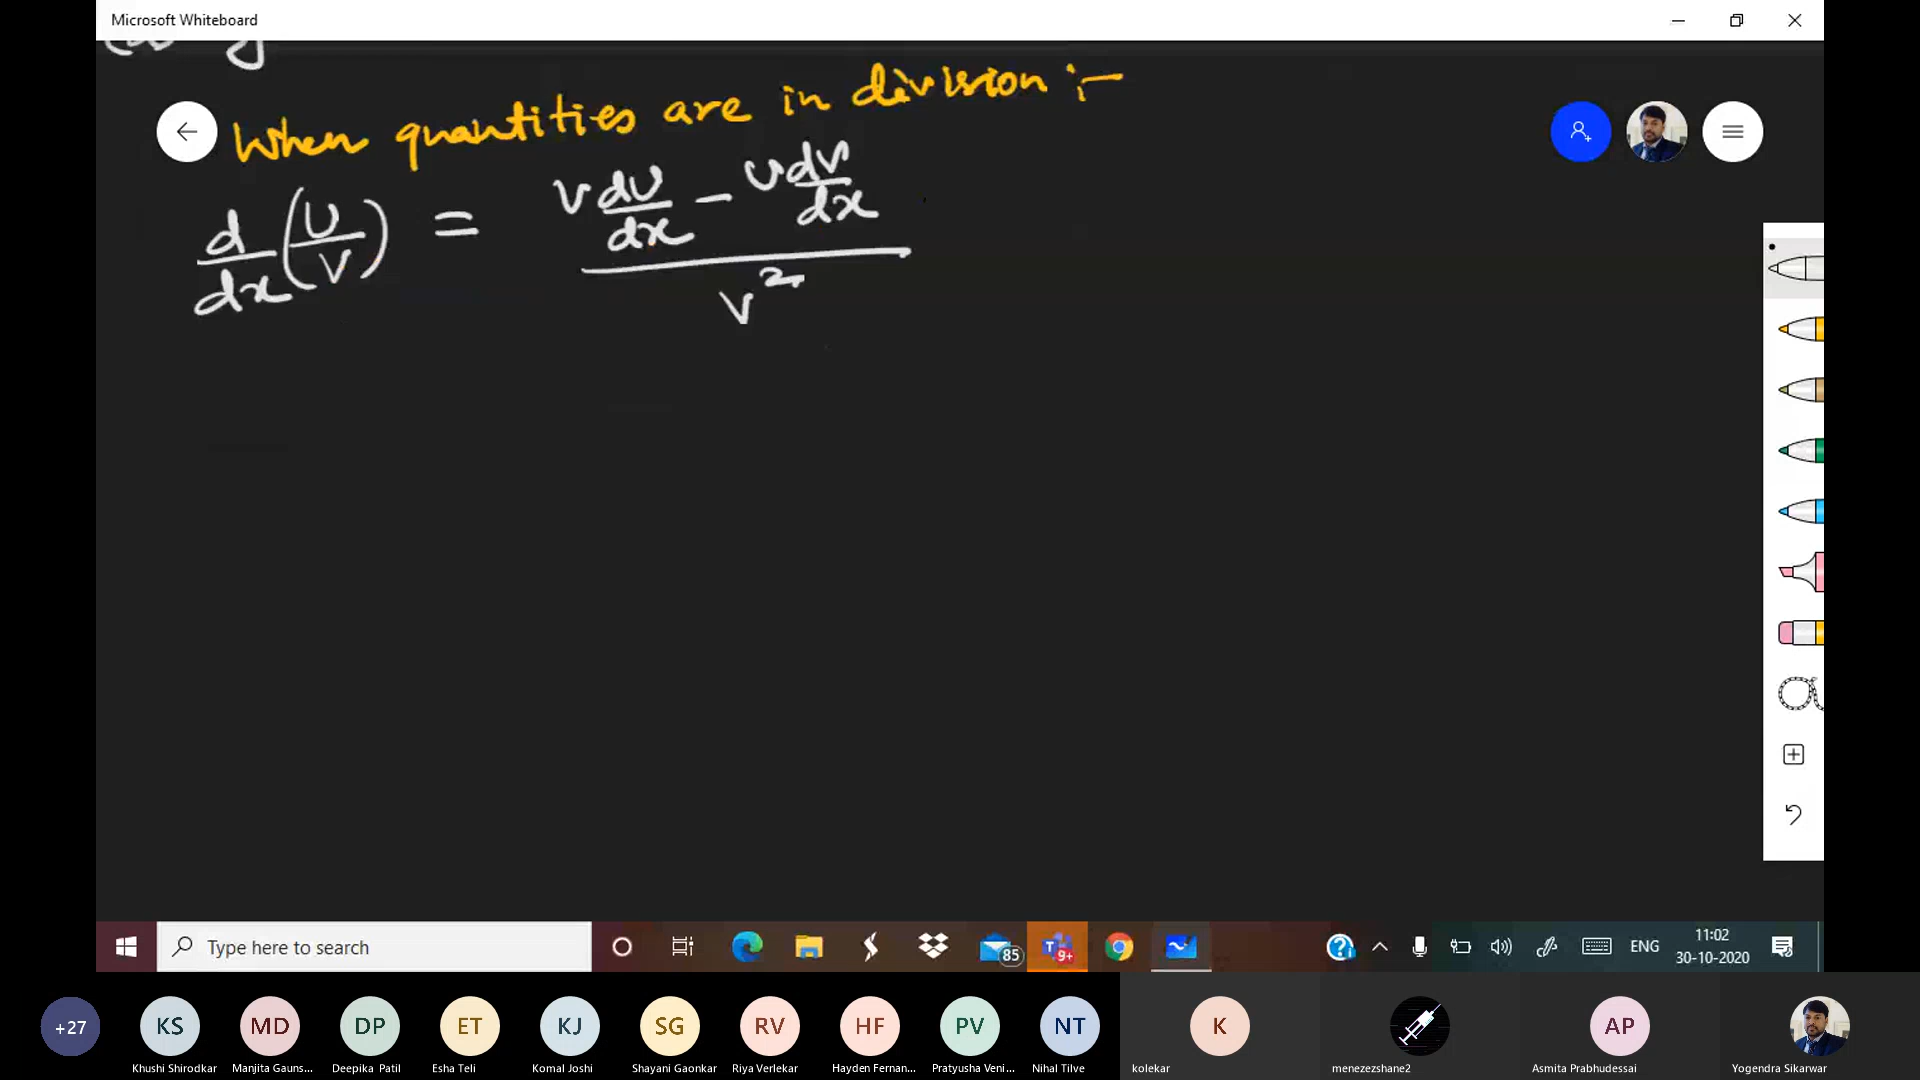 Microsoft Whiteboard
When quantities are in division :-
d/dx (U/V) = (V dU/dx - U dV/dx) / V²
Type here to search
85
9+
ENG
11:02
30-10-2020
+27
KS
MD
DP
ET
KJ
SG
RV
HF
PV
NT
K
AP
Khushi Shirodkar
Manjita Gauns...
Deepika Patil
Esha Teli
Komal Joshi
Shayani Gaonkar
Riya Verlekar
Hayden Fernan...
Pratyusha Veni...
Nihal Tilve
kolekar
menezezshane2
Asmita Prabhudessai
Yogendra Sikarwar